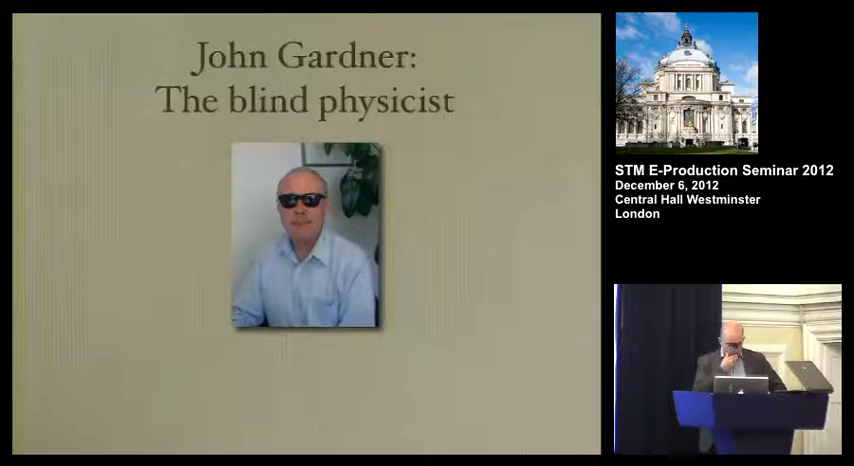 John Gardner:
The blind physicist
STM E-Production Seminar 2012
December 6, 2012
Central Hall Westminster
London